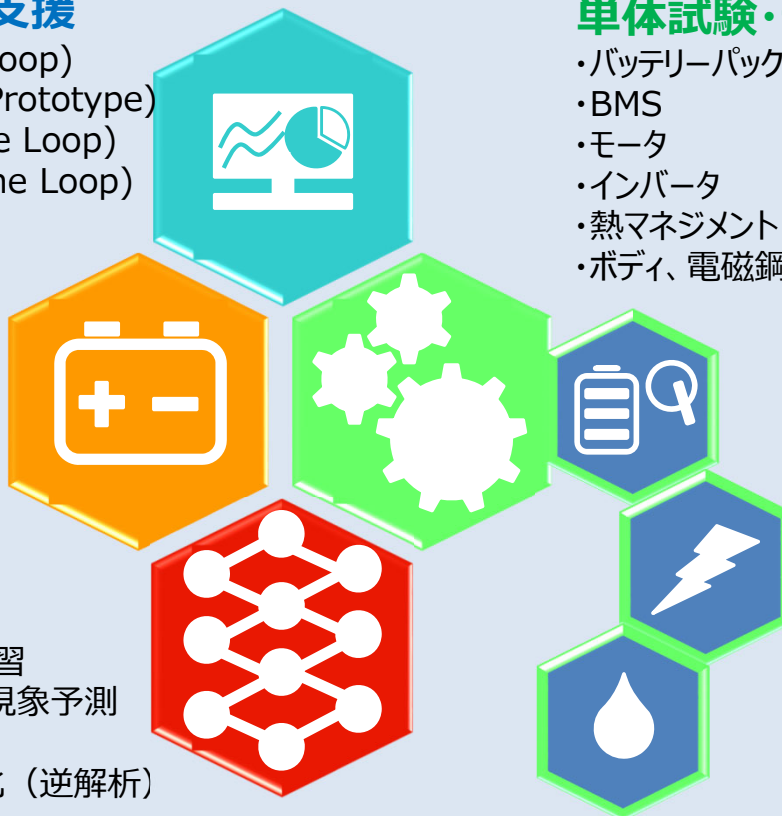 支援
oop)
Prototype)
e Loop)
ne Loop)
単体試験・
・バッテリーパック
・BMS
・モータ
・インバータ
・熱マネジメント
・ボディ、電磁鋼
習
現象予測
化（逆解析）